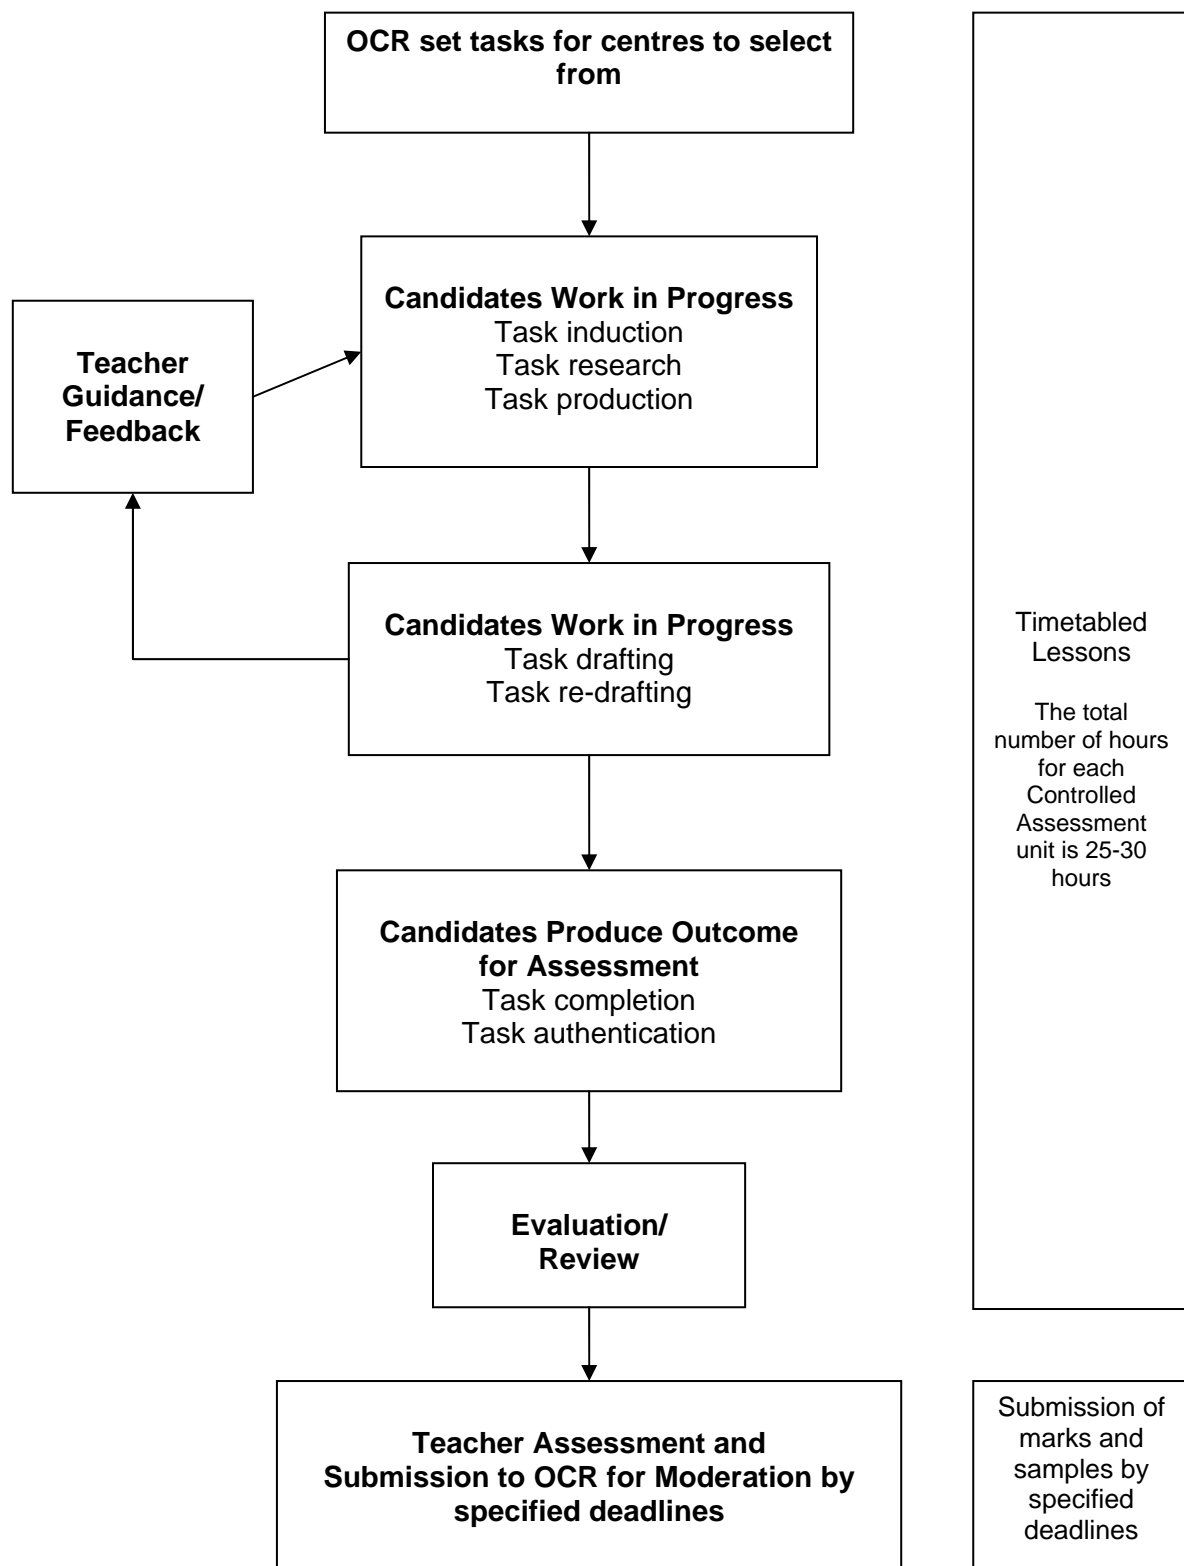 OCR set tasks for centres to select
from
Candidates Work in Progress
Task induction
Task research
Task production
Teacher
Guidance/
Feedback
Candidates Work in Progress
Task drafting
Task re-drafting
Candidates Produce Outcome
for Assessment
Task completion
Task authentication
Evaluation/
Review
Teacher Assessment and
Submission to OCR for Moderation by
specified deadlines
Timetabled
Lessons
The total
number of hours
for each
Controlled
Assessment
unit is 25-30
hours
Submission of
marks and
samples by
specified
deadlines